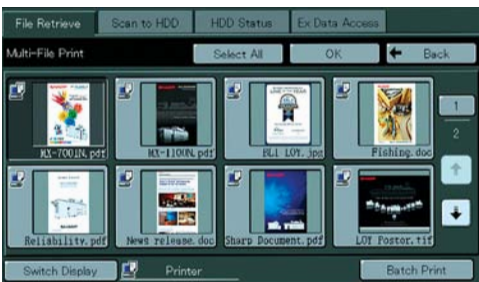 File Retrieve Scan to HDD HDD Status Ex Data Access
Multi-File Print Select All OK Back
1
2
MX-7001N.pdf MX-1100N.pdf BLI LOY.jpg Fishing.doc
Reliability.pdf News release.doc Sharp Document.pdf LOY Poster.tif
Switch Display Printer Batch Print